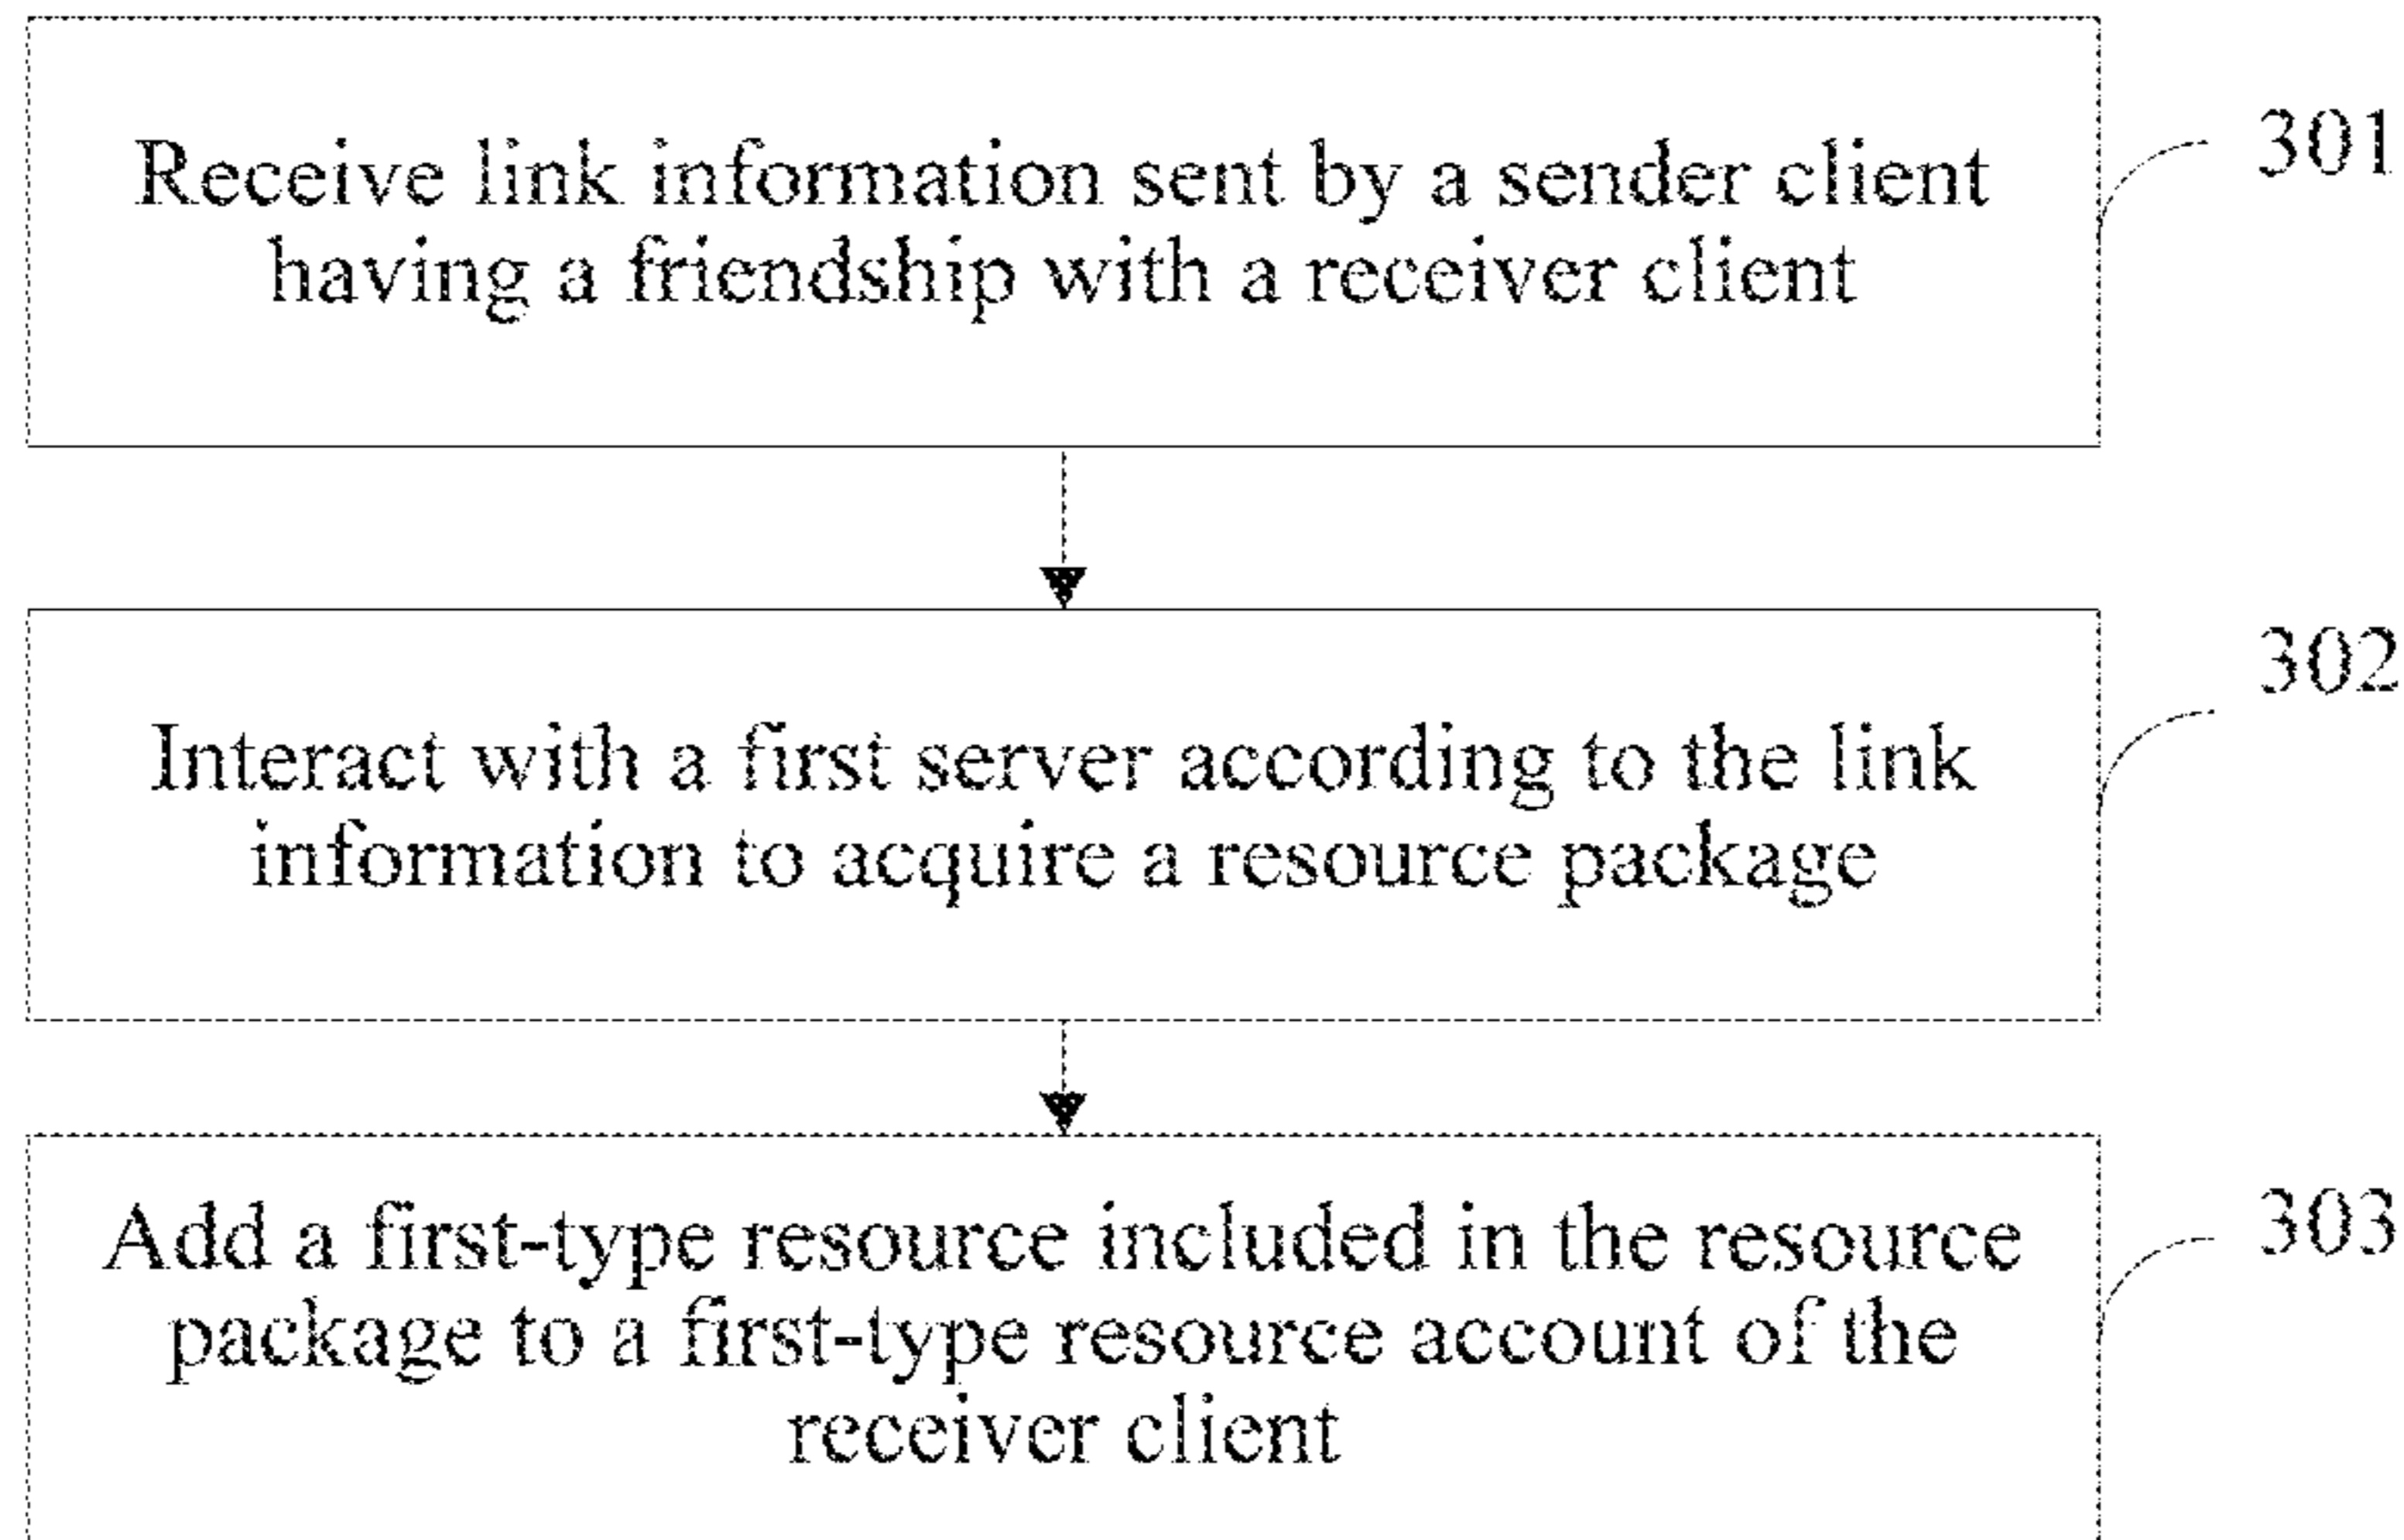 Receive link information sent by a sender client
having a friendship with a receiver client
301
Interact with a first server according to the link
information to acquire a resource package
302
Add a first-type resource included in the resource
package to a first-type resource account of the
receiver client
303